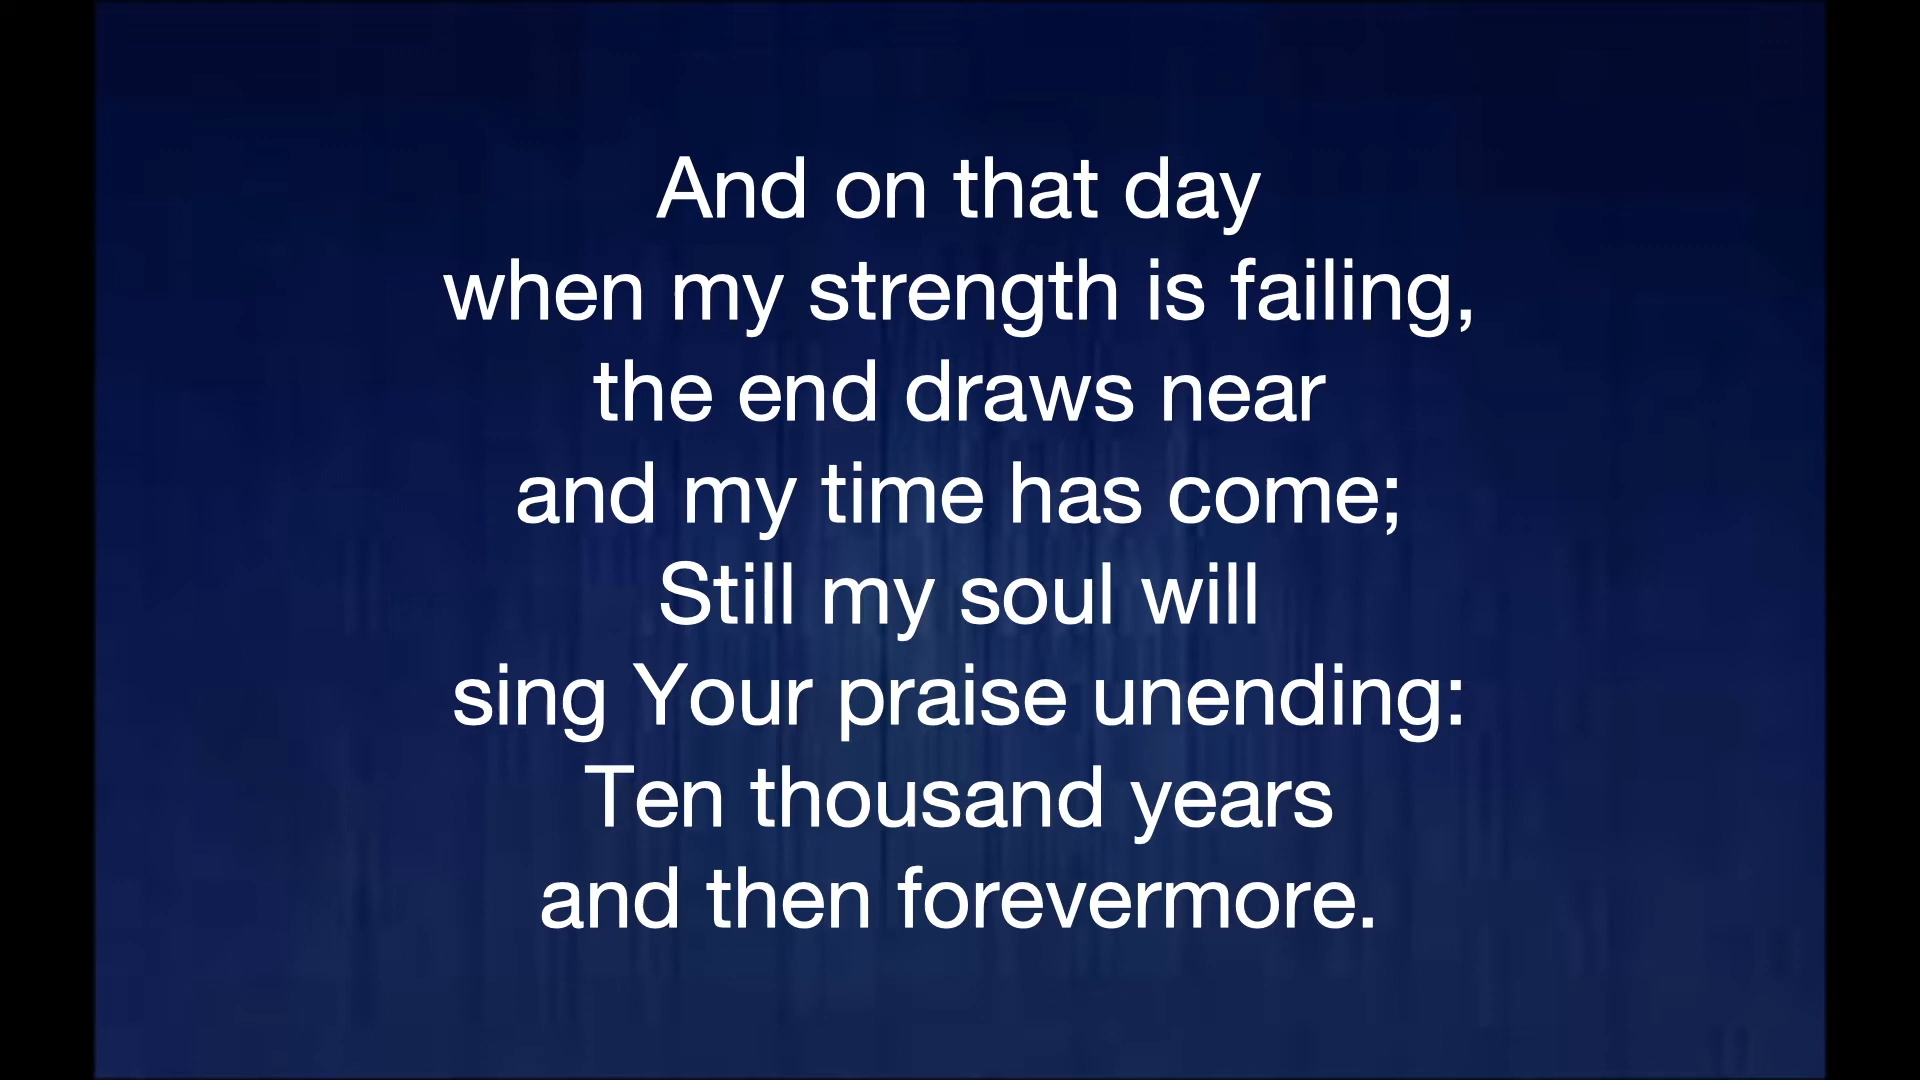 And on that day
when my strength is failing,
the end draws near
and my time has come;
Still my soul will
sing Your praise unending:
Ten thousand years
and then forevermore.